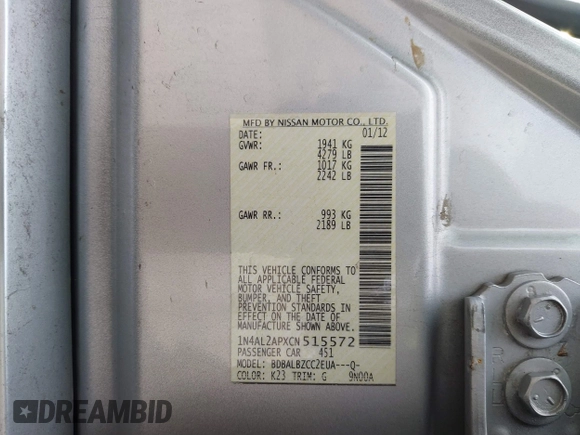 MFD BY NISSAN MOTOR CO., LTD.
DATE: 01/12
GVWR: 1941 KG
4279 LB
GAWR FR.: 1017 KG
2242 LB
GAWR RR.: 993 KG
2189 LB
THIS VEHICLE CONFORMS TO
ALL APPLICABLE FEDERAL
MOTOR VEHICLE SAFETY,
BUMPER, AND THEFT
PREVENTION STANDARDS IN
EFFECT ON THE DATE OF
MANUFACTURE SHOWN ABOVE.
1N4AL2APXCN515572
PASSENGER CAR 451
MODEL: BDBALBZCC2EUA---Q-
COLOR: K23 TRIM: G 9N00A
DREAMBID